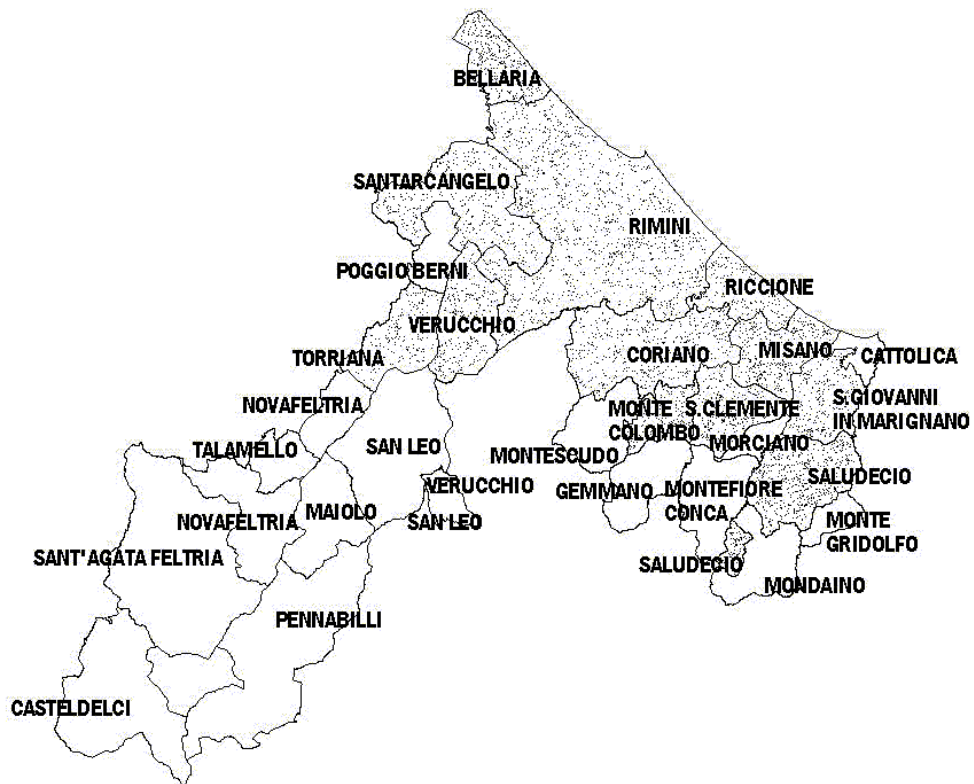 BELLARIA
SANTARCANGELO
RIMINI
POGGIO BERNI
RICCIONE
VERUCCHIO
TORRIANA
CORIANO
MISANO
CATTOLICA
NOVAFELTRIA
MONTE
COLOMBO
S.CLEMENTE
S.GIOVANNI
IN MARIGNANO
TALAMELLO
SAN LEO
MONTESCUDO
MORCIANO
SALUDECIO
VERUCCHIO
GEMMANO
MONTEFIORE
CONCA
NOVAFELTRIA
MAIOLO
SAN LEO
MONTE
GRIDOLFO
SANT'AGATA FELTRIA
SALUDECIO
MONDAINO
PENNABILLI
CASTELDELCI